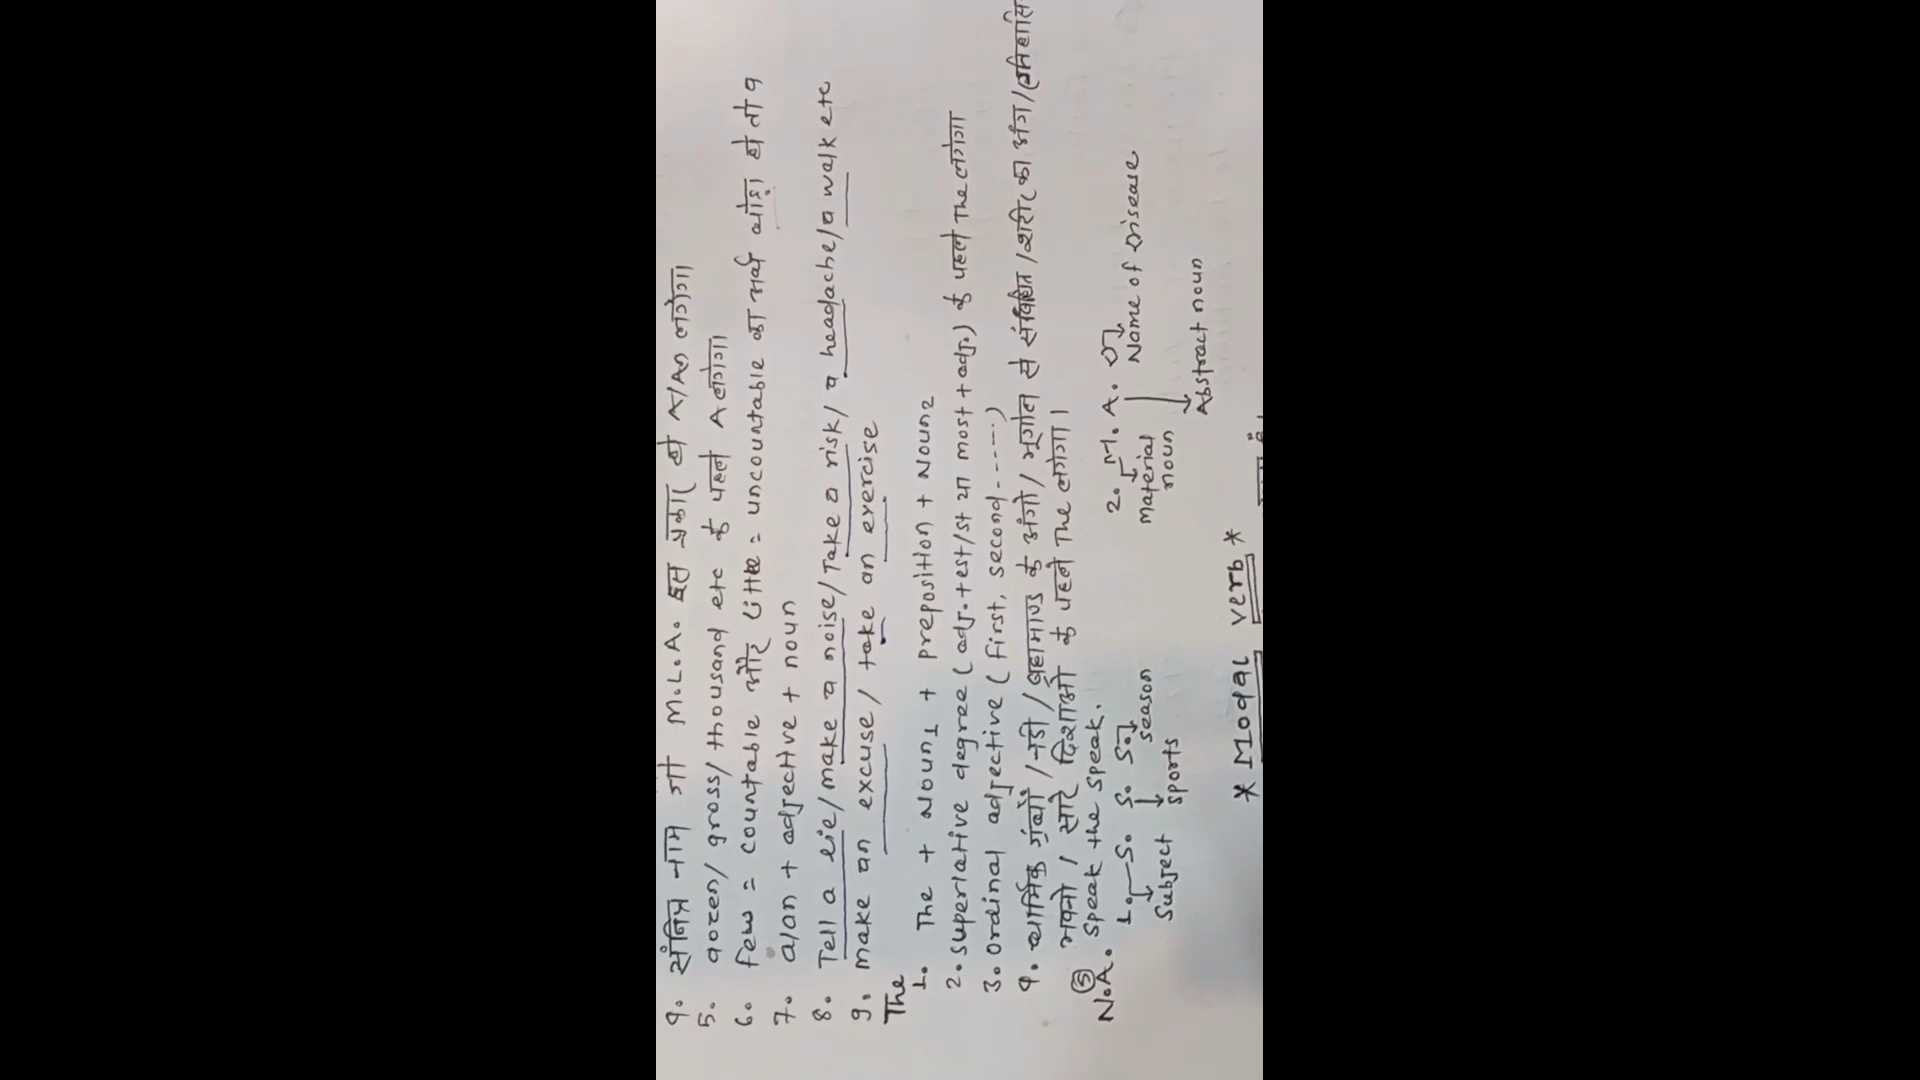 4. संक्षिप्त नाम जो M.L.A. इस प्रकार हो A/An लगेगा
5. dozen/ gross/ thousand etc के पहले A लगेगा
6. few = countable और little = uncountable का अर्थ थोड़ा हो तो a
7. a/an + adjective + noun
8. Tell a lie/make a noise/Take a risk/ a headache/a walk etc
9. make an excuse/ take an exercise
The
1. The + Noun1 + preposition + Noun2
2. superlative degree (adj.+est/st या most + adj.) के पहले The लगेगा
3. ordinal adjective (first, second-----)
4. धार्मिक ग्रंथों / नदी / ब्रह्माण्ड के अंगो/ भूगोल से संबंधित /शरीर का अंग/
/ सारे दिशाओ के पहले The लगेगा।
⑤ speak the speak.
N.A.
1. S. S. S. 2. M. A. D
subject sports season material noun Abstract noun Name of Disease
* Modal verb *